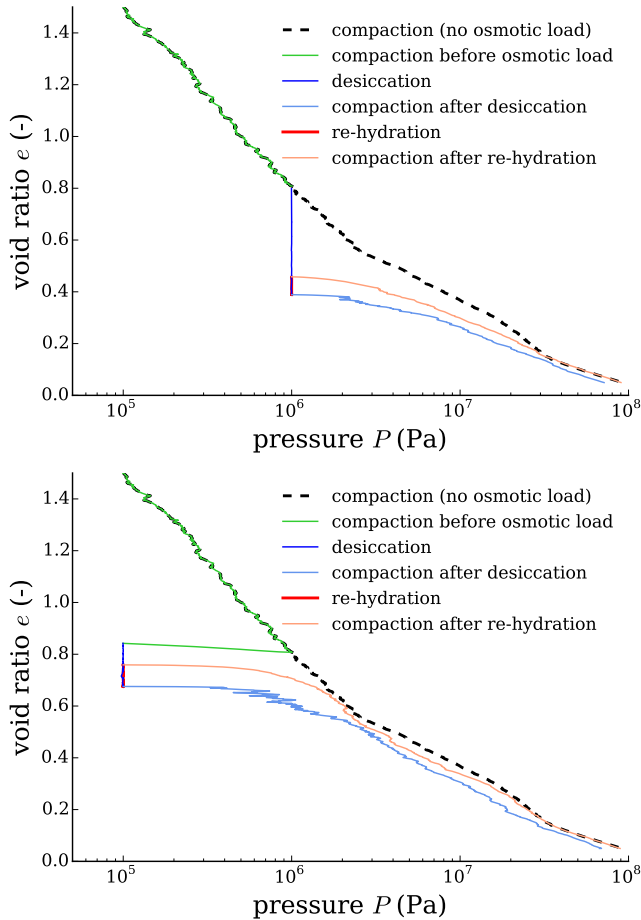 compaction (no osmotic load)
compaction before osmotic load
desiccation
compaction after desiccation
re-hydration
compaction after re-hydration
void ratio e (-)
1.4
1.2
1.0
0.8
0.6
0.4
0.2
0.0
10^5
10^6
10^7
10^8
pressure P (Pa)
compaction (no osmotic load)
compaction before osmotic load
desiccation
compaction after desiccation
re-hydration
compaction after re-hydration
void ratio e (-)
1.4
1.2
1.0
0.8
0.6
0.4
0.2
0.0
10^5
10^6
10^7
10^8
pressure P (Pa)